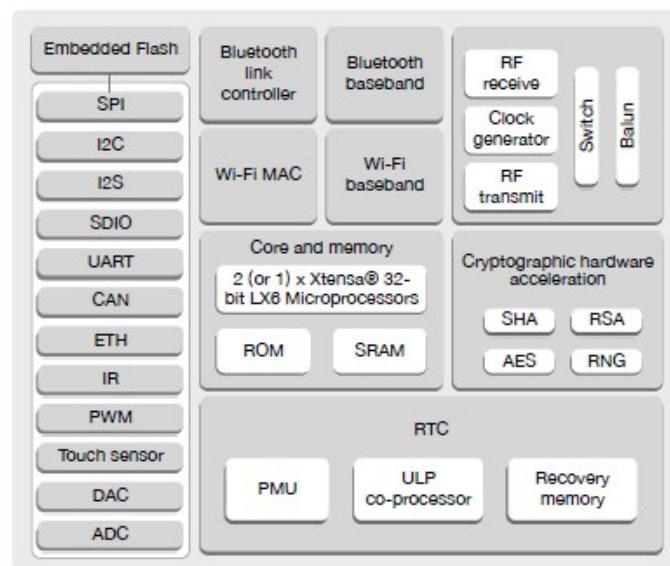 Embedded Flash
SPI
I2C
I2S
SDIO
UART
CAN
ETH
IR
PWM
Touch sensor
DAC
ADC
Bluetooth
link
controller
Bluetooth
baseband
Wi-Fi MAC
Wi-Fi
baseband
RF
receive
Clock
generator
RF
transmit
Switch
Balun
Core and memory
2 (or 1) x Xtensa® 32-
bit LX6 Microprocessors
ROM
SRAM
Cryptographic hardware
acceleration
SHA
RSA
AES
RNG
RTC
PMU
ULP
co-processor
Recovery
memory